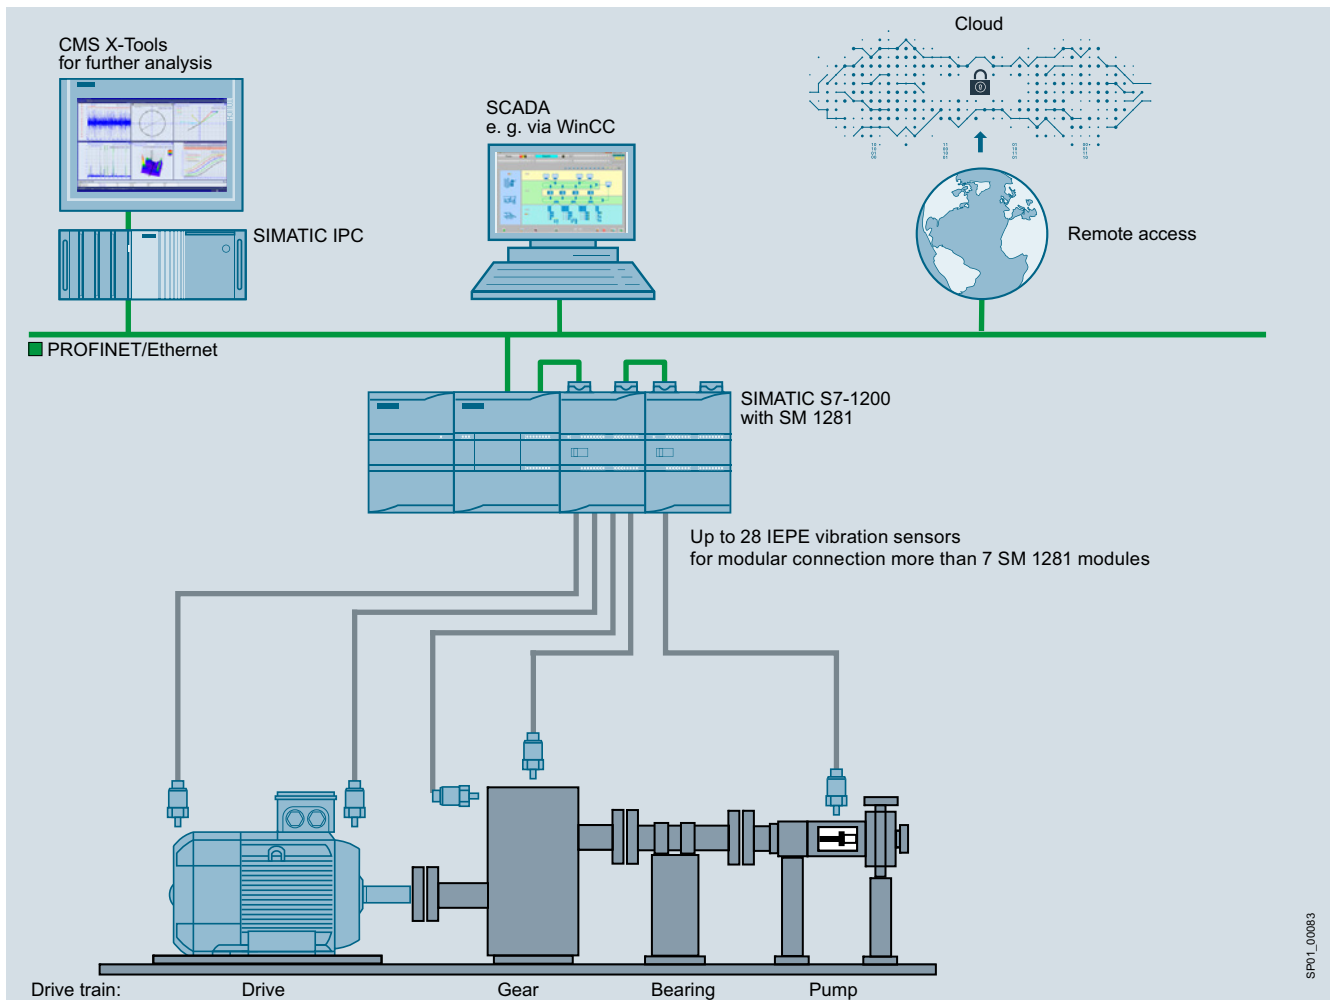 Cloud
CMS X-Tools
for further analysis
SCADA
e. g. via WinCC
SIMATIC IPC
Remote access
PROFINET/Ethernet
SIMATIC S7-1200
with SM 1281
Up to 28 IEPE vibration sensors
for modular connection more than 7 SM 1281 modules
SP01_00083
Drive train: Drive Gear Bearing Pump